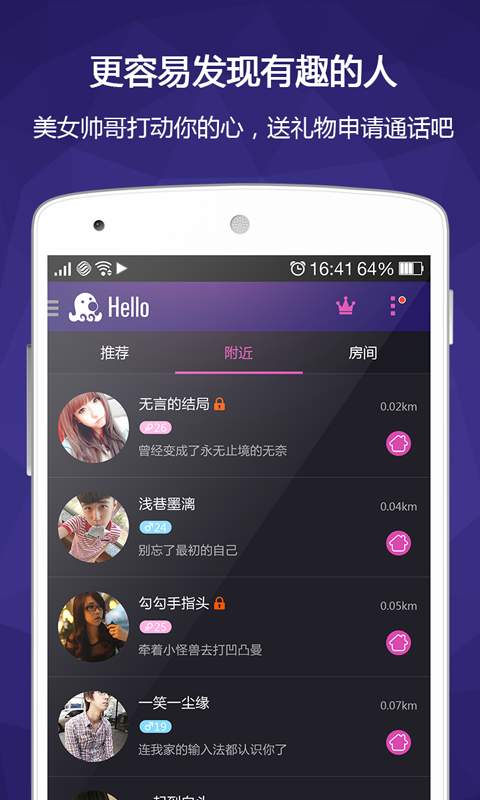 更容易发现有趣的人
美女帅哥打动你的心，送礼物申请通话吧
16:41 64%
Hello
推荐 附近 房间
无言的结局 0.02km
26
曾经变成了永无止境的无奈
浅巷墨漓 0.04km
24
别忘了最初的自己
勾勾手指头 0.05km
25
牵着小怪兽去打凹凸曼
一笑一尘缘 0.07km
19
连我家的输入法都认识你了